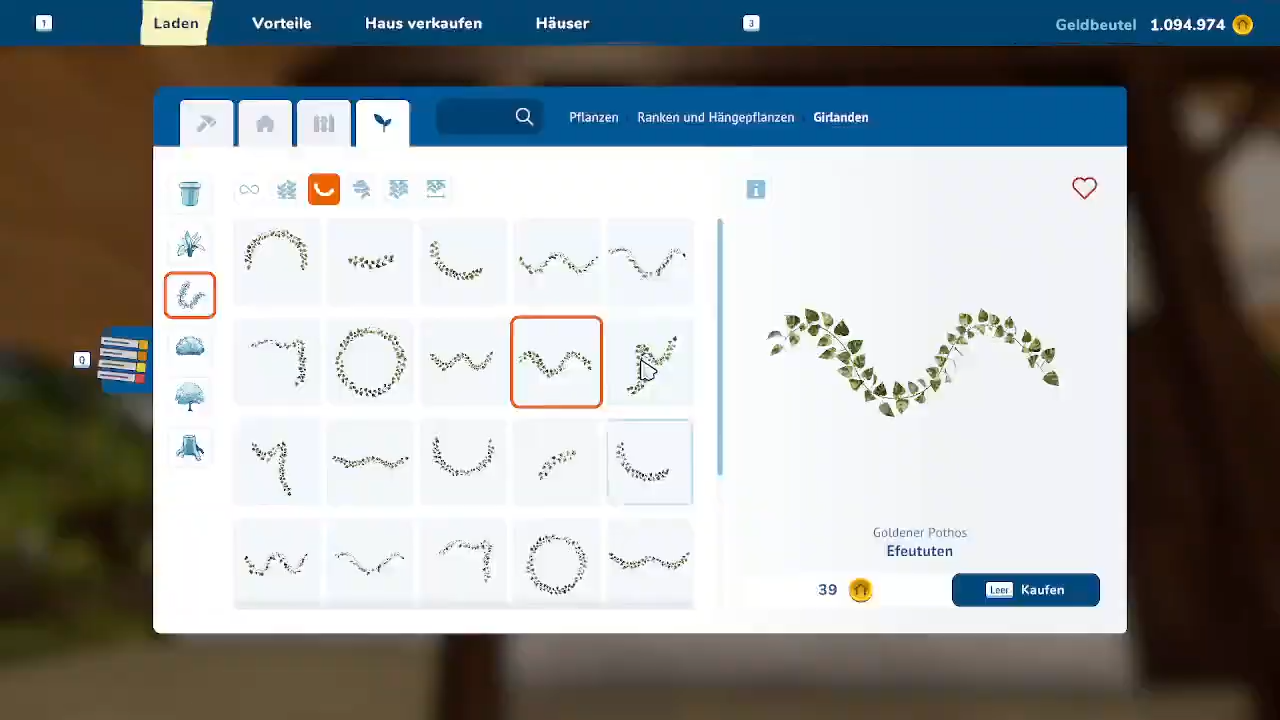 1 Laden Vorteile Haus verkaufen Häuser 3 Geldbeutel 1.094.974
Pflanzen Ranken und Hängepflanzen Girlanden
i
Q
Goldener Pothos
Efeututen
39 Leer Kaufen